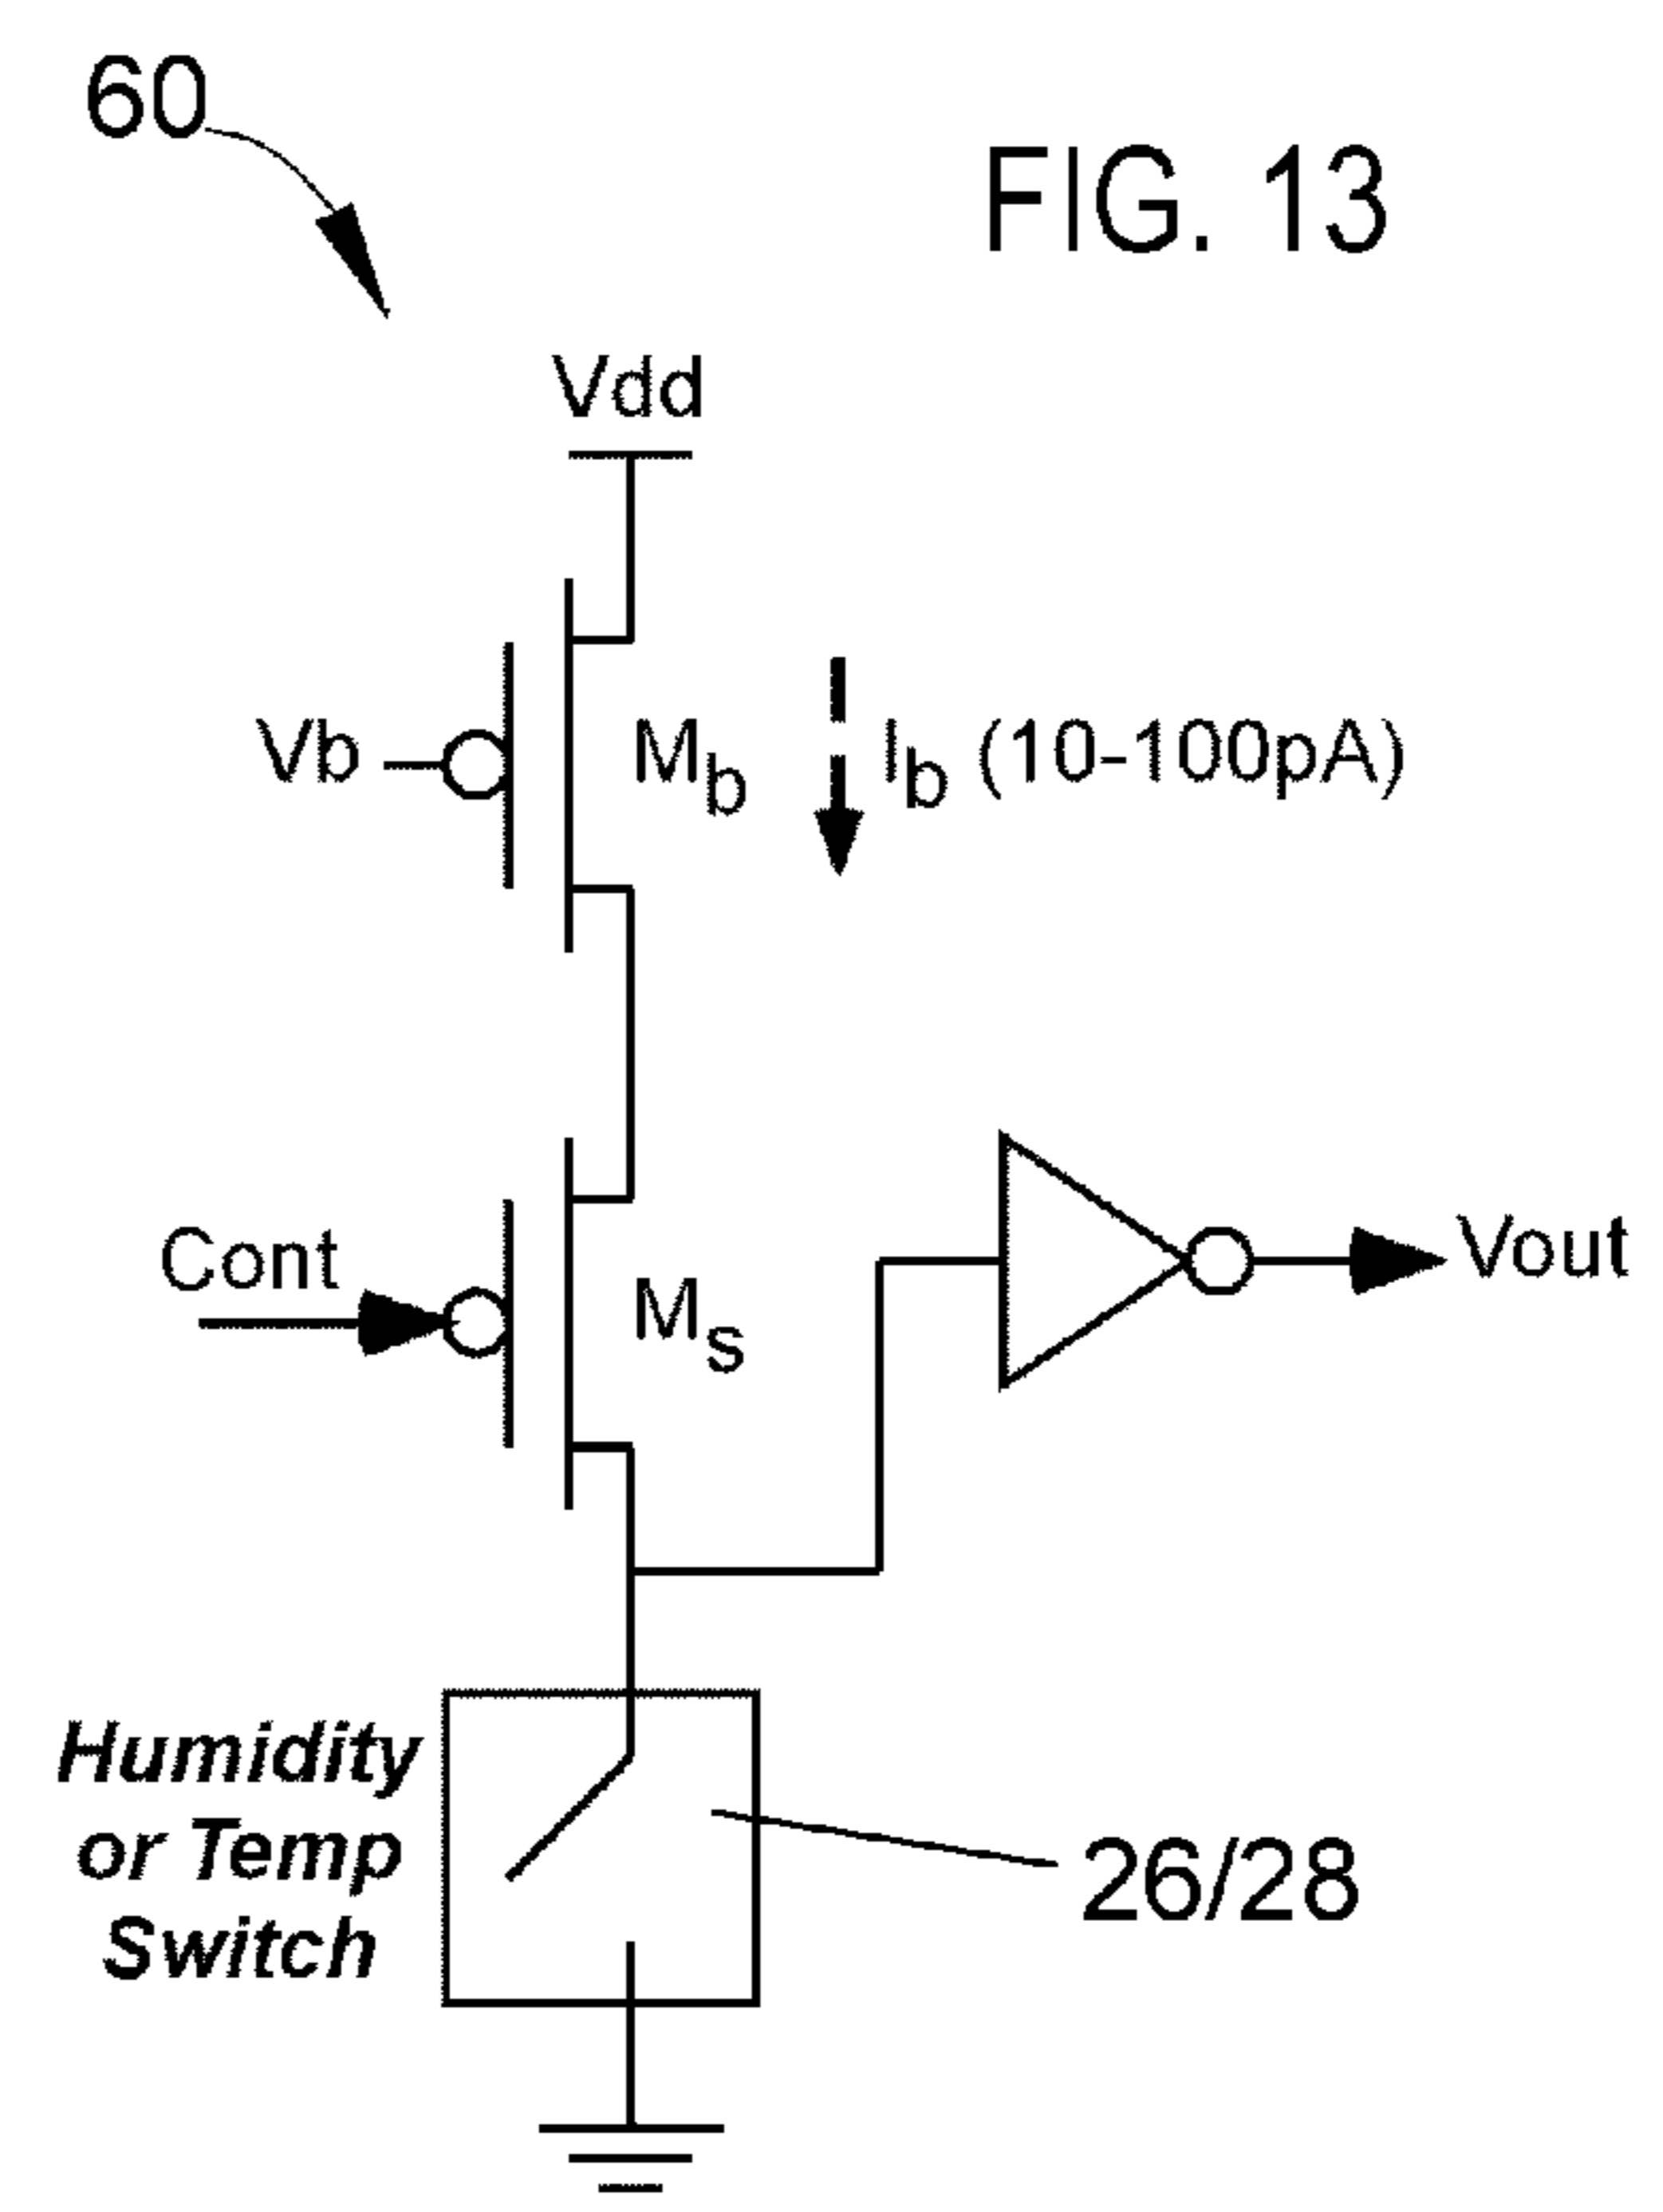 60
FIG. 13
Vdd
Vb
Mb
Ib (10-100pA)
Cont
Ms
Vout
Humidity
or Temp
Switch
26/28